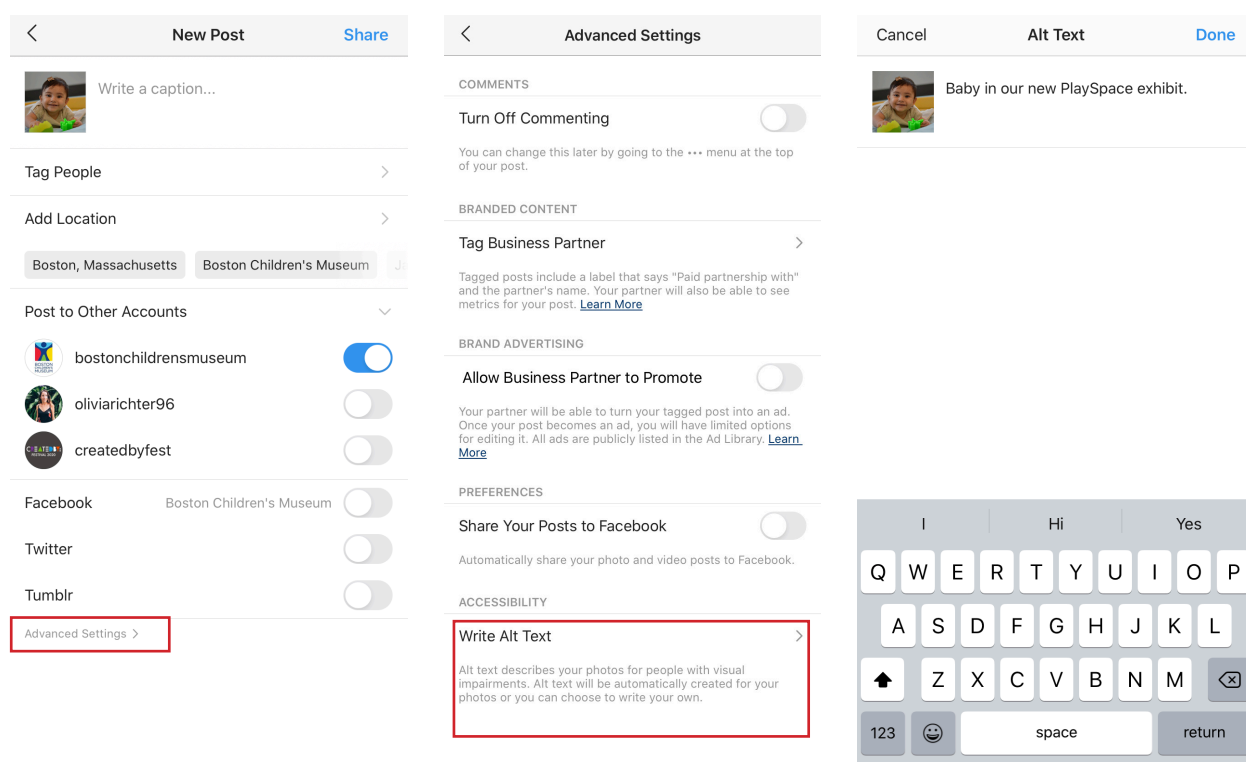 New Post
Share
Write a caption...
Tag People
Add Location
Boston, Massachusetts
Boston Children's Museum
Post to Other Accounts
bostonchildrensmuseum
oliviarichter96
createdbyfest
Facebook
Boston Children's Museum
Twitter
Tumblr
Advanced Settings
Advanced Settings
COMMENTS
Turn Off Commenting
You can change this later by going to the ••• menu at the top
of your post.
BRANDED CONTENT
Tag Business Partner
Tagged posts include a label that says "Paid partnership with"
and the partner's name. Your partner will also be able to see
metrics for your post. Learn More
BRAND ADVERTISING
Allow Business Partner to Promote
Your partner will be able to turn your tagged post into an ad.
Once your post becomes an ad, you will have limited options
for editing it. All ads are publicly listed in the Ad Library. Learn
More
PREFERENCES
Share Your Posts to Facebook
Automatically share your photo and video posts to Facebook.
ACCESSIBILITY
Write Alt Text
Alt text describes your photos for people with visual
impairments. Alt text will be automatically created for your
photos or you can choose to write your own.
Cancel
Alt Text
Done
Baby in our new PlaySpace exhibit.
I Hi Yes
Q W E R T Y U I O P
A S D F G H J K L
Z X C V B N M
123 space return